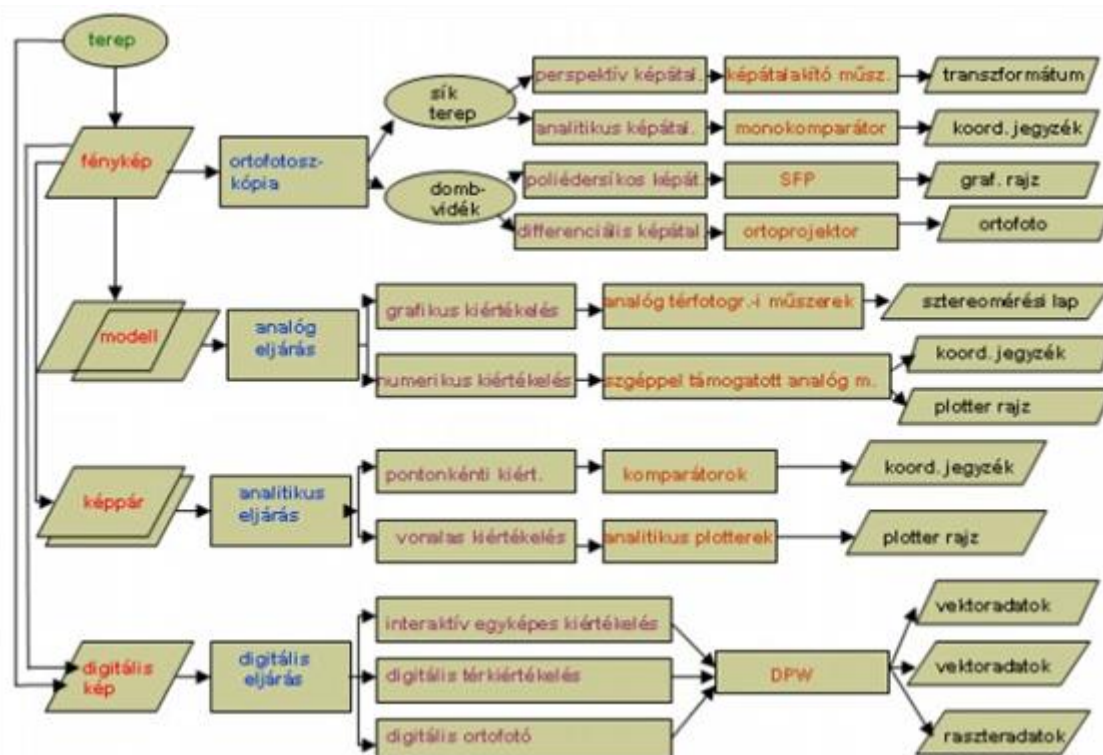 terep
fénykép
ortofotosz-
kópia
sík
terep
perspektív képátal.
képátalakító műsz.
transzformátum
analitikus képátal.
monokomparátor
koord. jegyzék
domb-
vidék
poliédersíkos képát.
SFP
graf. rajz
differenciális képátal
ortoprojektor
ortofoto
modell
analóg
eljárás
grafikus kiértékelés
analóg térfotogr.-i műszerek
sztereomérési lap
numerikus kiértékelés
szgéppel támogatott analóg m.
koord. jegyzék
plotter rajz
képpár
analitikus
eljárás
pontonkénti kiért.
komparátorok
koord. jegyzék
vonalas kiértékelés
analitikus plotterek
plotter rajz
digitális
kép
digitális
eljárás
interaktív egyképes kiértékelés
digitális térkiértékelés
digitális ortofotó
DPW
vektoradatok
vektoradatok
raszteradatok